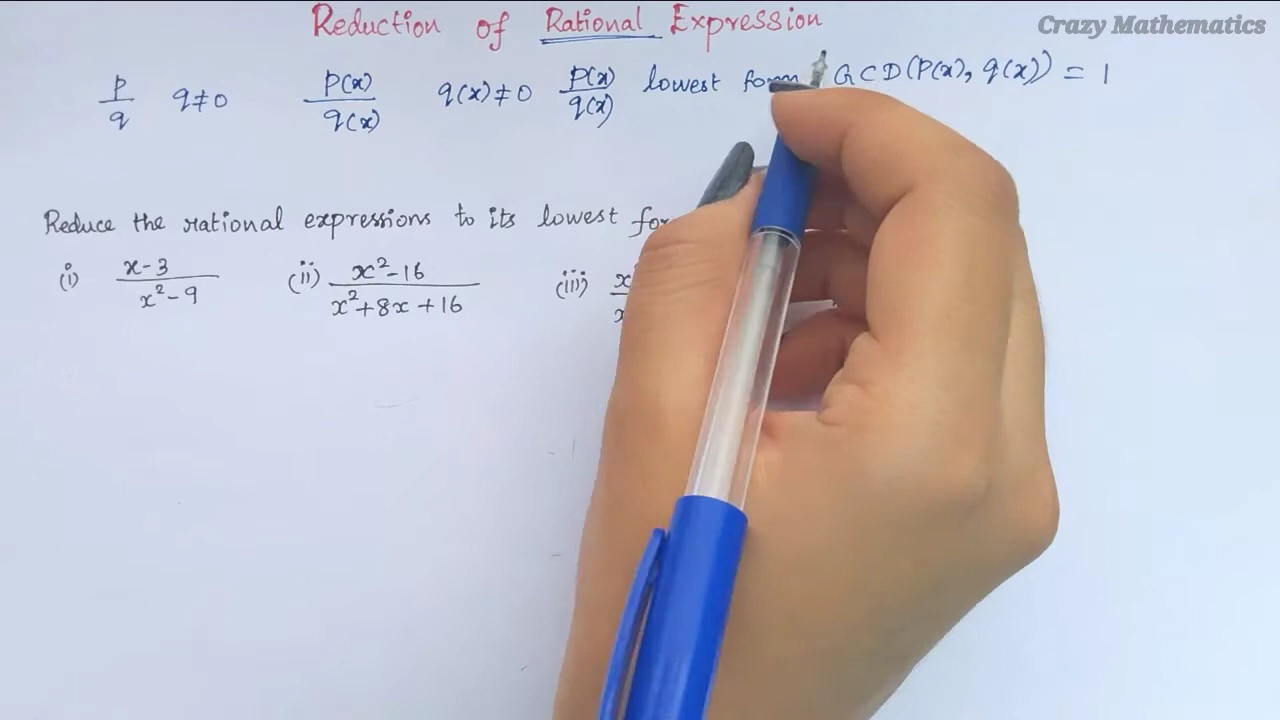 Crazy Mathematics
Reduction of Rational Expression
p/q q≠0 P(x)/q(x) q(x)≠0 P(x)/q(x) lowest form GCD(P(x), q(x)) = 1
Reduce the rational expressions to its lowest
(i) x-3/x²-9 (ii) x²-16/x²+8x+16 (iii)